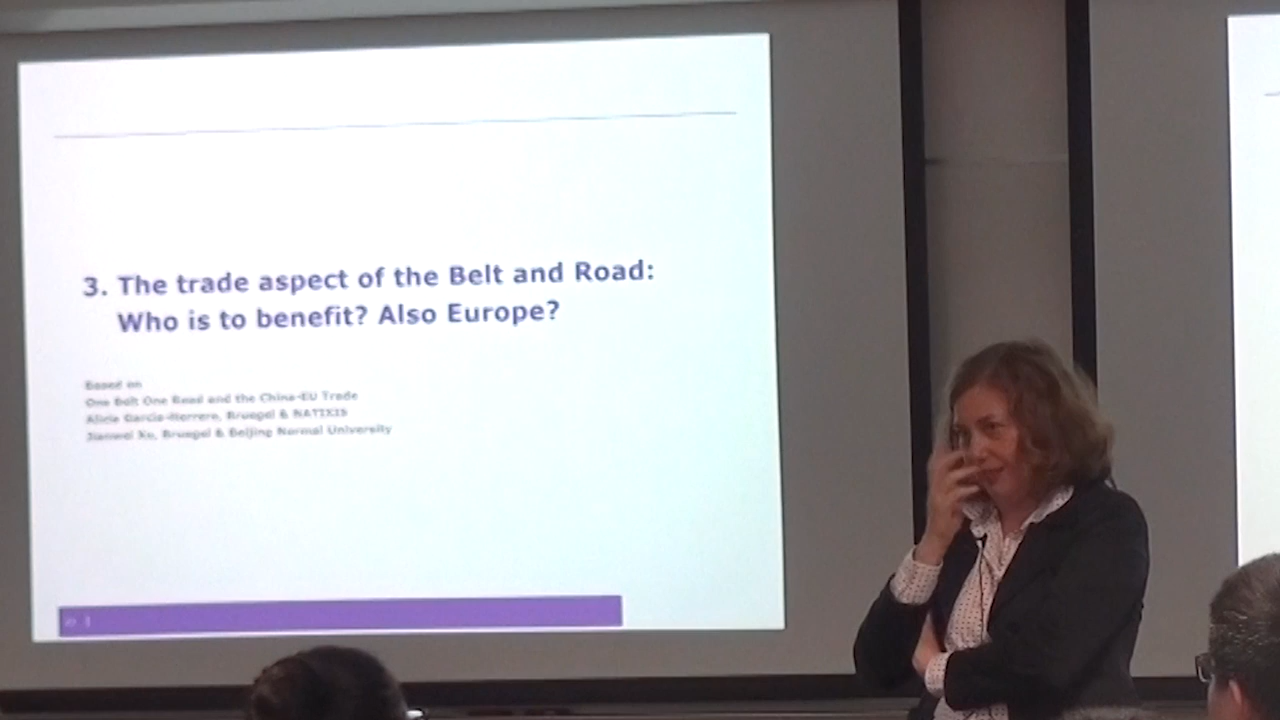 3. The trade aspect of the Belt and Road:
Who is to benefit? Also Europe?
Based on
One Belt One Road and the China-EU Trade
Alicia Garcia-Herrero, Bruegel & NATIXIS
Jianwei Xu, Bruegel & Beijing Normal University